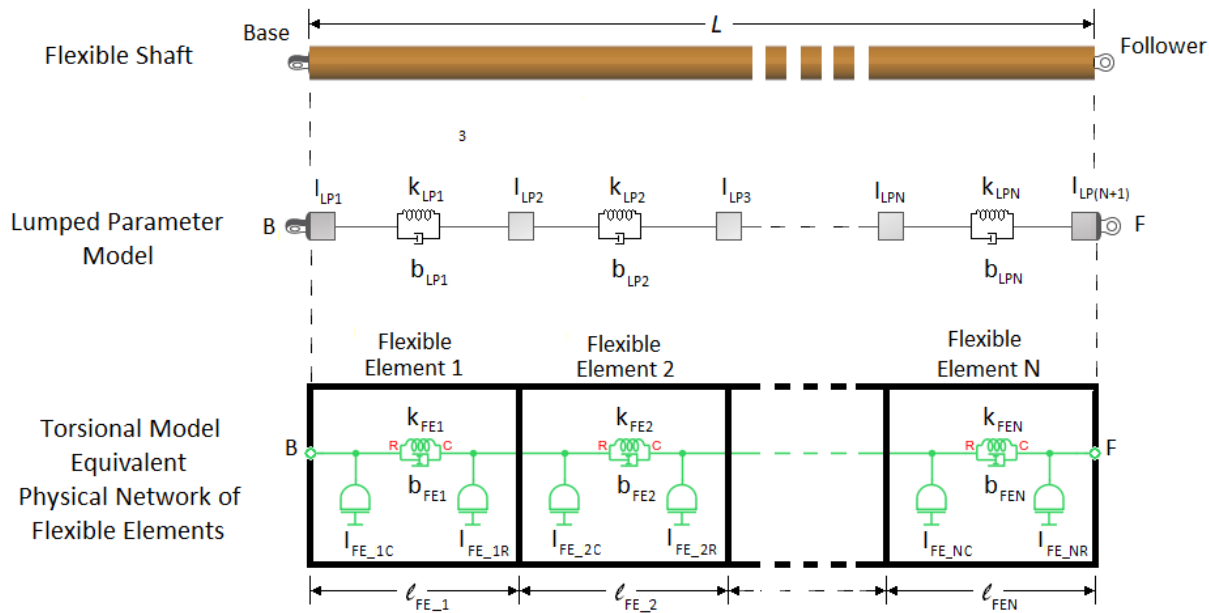 L
Base
Flexible Shaft
Follower
3
I_LP1 k_LP1 I_LP2 k_LP2 I_LP3 I_LPN k_LPN I_LP(N+1)
Lumped Parameter
Model
B F
b_LP1 b_LP2 b_LPN
Flexible
Element 1
Flexible
Element 2
Flexible
Element N
Torsional Model
Equivalent
Physical Network of
Flexible Elements
k_FE1 k_FE2 k_FEN
B R C R C R C F
b_FE1 b_FE2 b_FEN
I_FE_1C I_FE_1R I_FE_2C I_FE_2R I_FE_NC I_FE_NR
ℓ_FE_1 ℓ_FE_2 ℓ_FEN